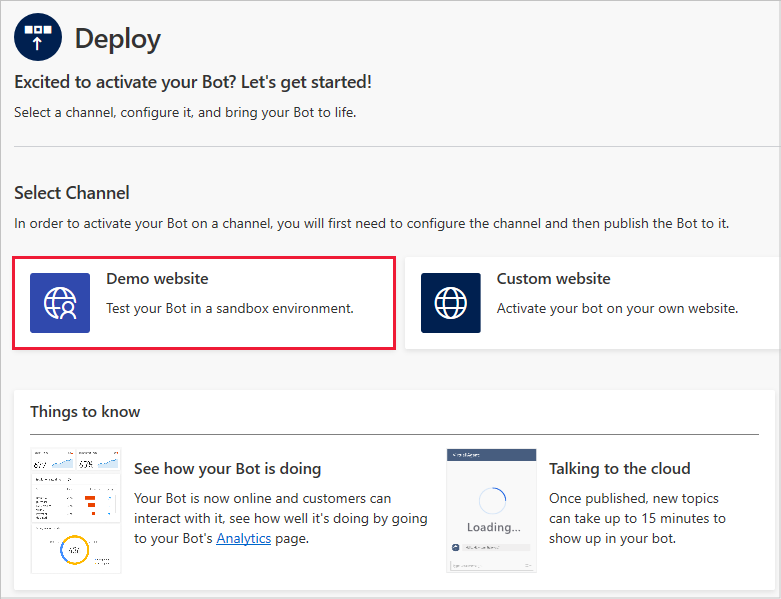 Deploy
Excited to activate your Bot? Let's get started!
Select a channel, configure it, and bring your Bot to life.
Select Channel
In order to activate your Bot on a channel, you will first need to configure the channel and then publish the Bot to it.
Demo website
Test your Bot in a sandbox environment.
Custom website
Activate your bot on your own website.
Things to know
See how your Bot is doing
Your Bot is now online and customers can
interact with it, see how well it's doing by going
to your Bot's Analytics page.
Loading...
Talking to the cloud
Once published, new topics
can take up to 15 minutes to
show up in your bot.